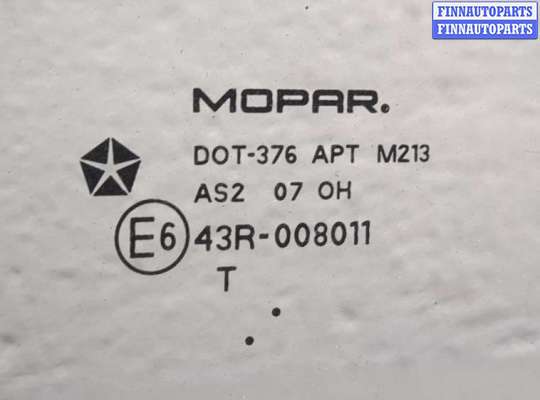 FINNAUTOPARTS
FINNAUTOPARTS
MOPAR.
DOT-376 APT M213
AS2 07 OH
E6 43R-008011
T